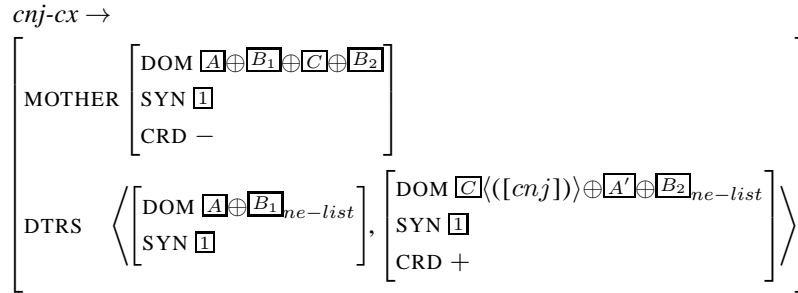 cnj-cx →
MOTHER [DOM [A]⊕[B₁]⊕[C]⊕[B₂]
SYN [1]
CRD −]
DTRS ⟨[DOM [A]⊕[B₁]ne−list
SYN [1]], [DOM [C]⟨([cnj])⟩⊕[A′]⊕[B₂]ne−list
SYN [1]
CRD +]⟩